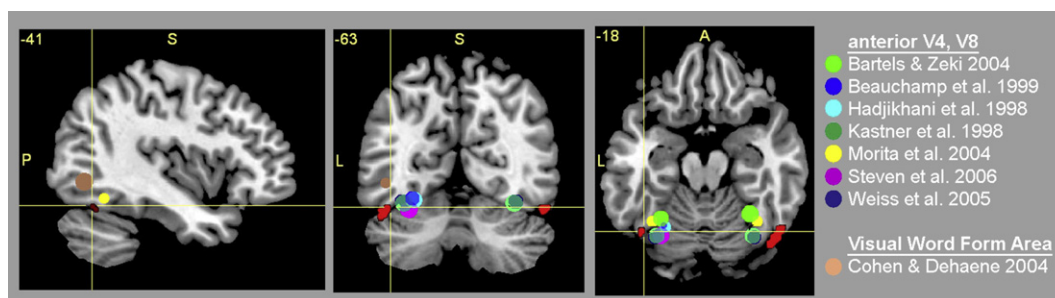 -41
S
P
-63
S
L
-18
A
L
anterior V4, V8
Bartels & Zeki 2004
Beauchamp et al. 1999
Hadjikhani et al. 1998
Kastner et al. 1998
Morita et al. 2004
Steven et al. 2006
Weiss et al. 2005
Visual Word Form Area
Cohen & Dehaene 2004